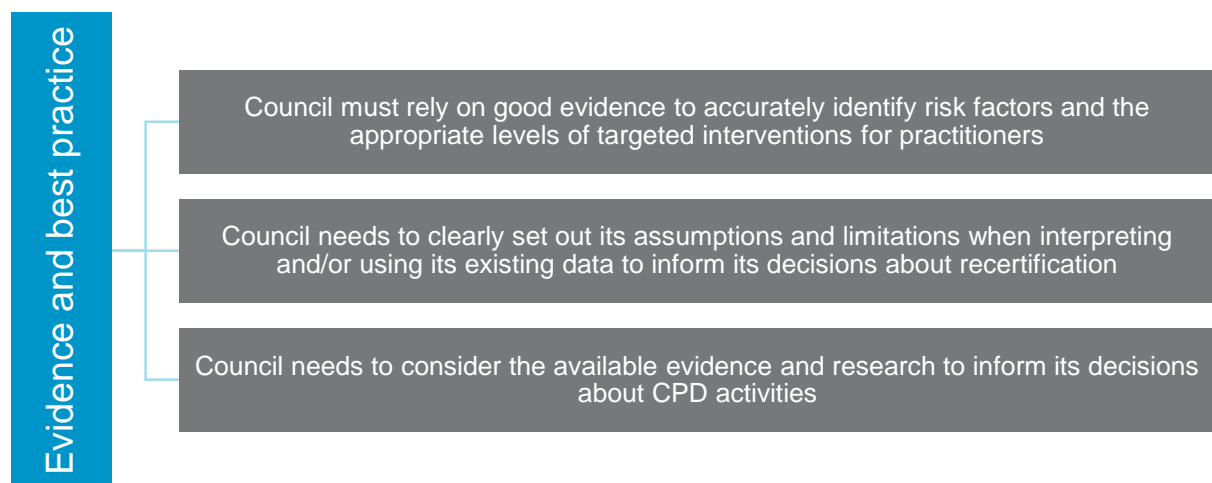 Evidence and best practice
Council must rely on good evidence to accurately identify risk factors and the
appropriate levels of targeted interventions for practitioners
Council needs to clearly set out its assumptions and limitations when interpreting
and/or using its existing data to inform its decisions about recertification
Council needs to consider the available evidence and research to inform its decisions
about CPD activities